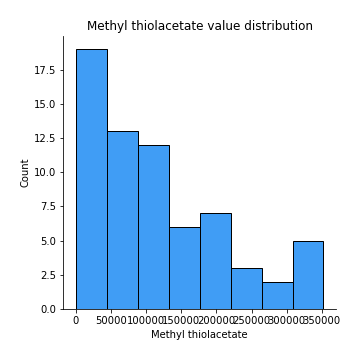 Methyl thiolacetate value distribution
17.5
15.0
12.5
10.0
7.5
5.0
2.5
0.0
Count
0 50000 100000 150000 200000 250000 300000 350000
Methyl thiolacetate